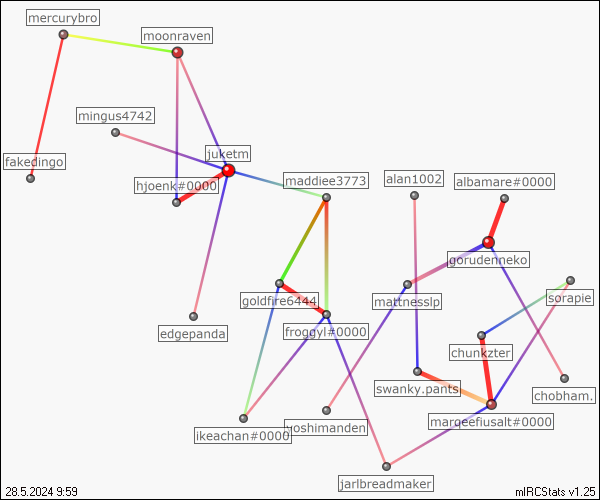 mercurybro
moonraven
mingus4742
juketm
fakedingo
hjoenk#0000
maddiee3773
alan1002
albamare#0000
gorudenneko
goldfire6444
mattnesslp
sorapie
edgepanda
froggyl#0000
chunkzter
swanky.pants
chobham.
ikeachan#0000
yoshimanden
marqeefiusalt#0000
jarlbreadmaker
28.5.2024 9:59
mIRCStats v1.25